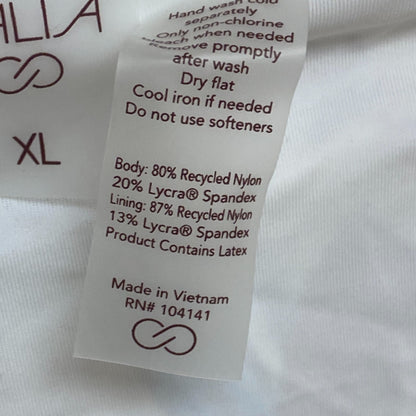 HLIA
XL
Hand wash cold
separately
Only non-chlorine
bleach when needed
Remove promptly
after wash
Dry flat
Cool iron if needed
Do not use softeners
Body: 80% Recycled Nylon
20% Lycra® Spandex
Lining: 87% Recycled Nylon
13% Lycra® Spandex
Product Contains Latex
Made in Vietnam
RN# 104141